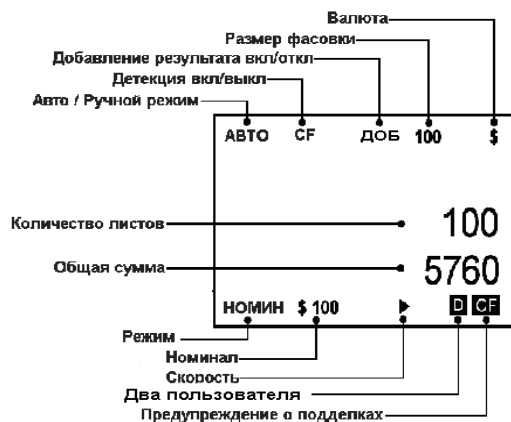 Валюта
Размер фасовки
Добавление результата вкл/откл
Детекция вкл/выкл
Авто / Ручной режим
АВТО CF ДОБ 100 $
Количество листов 100
Общая сумма 5760
НОМИН $ 100 D CF
Режим
Номинал
Скорость
Два пользователя
Предупреждение о подделках